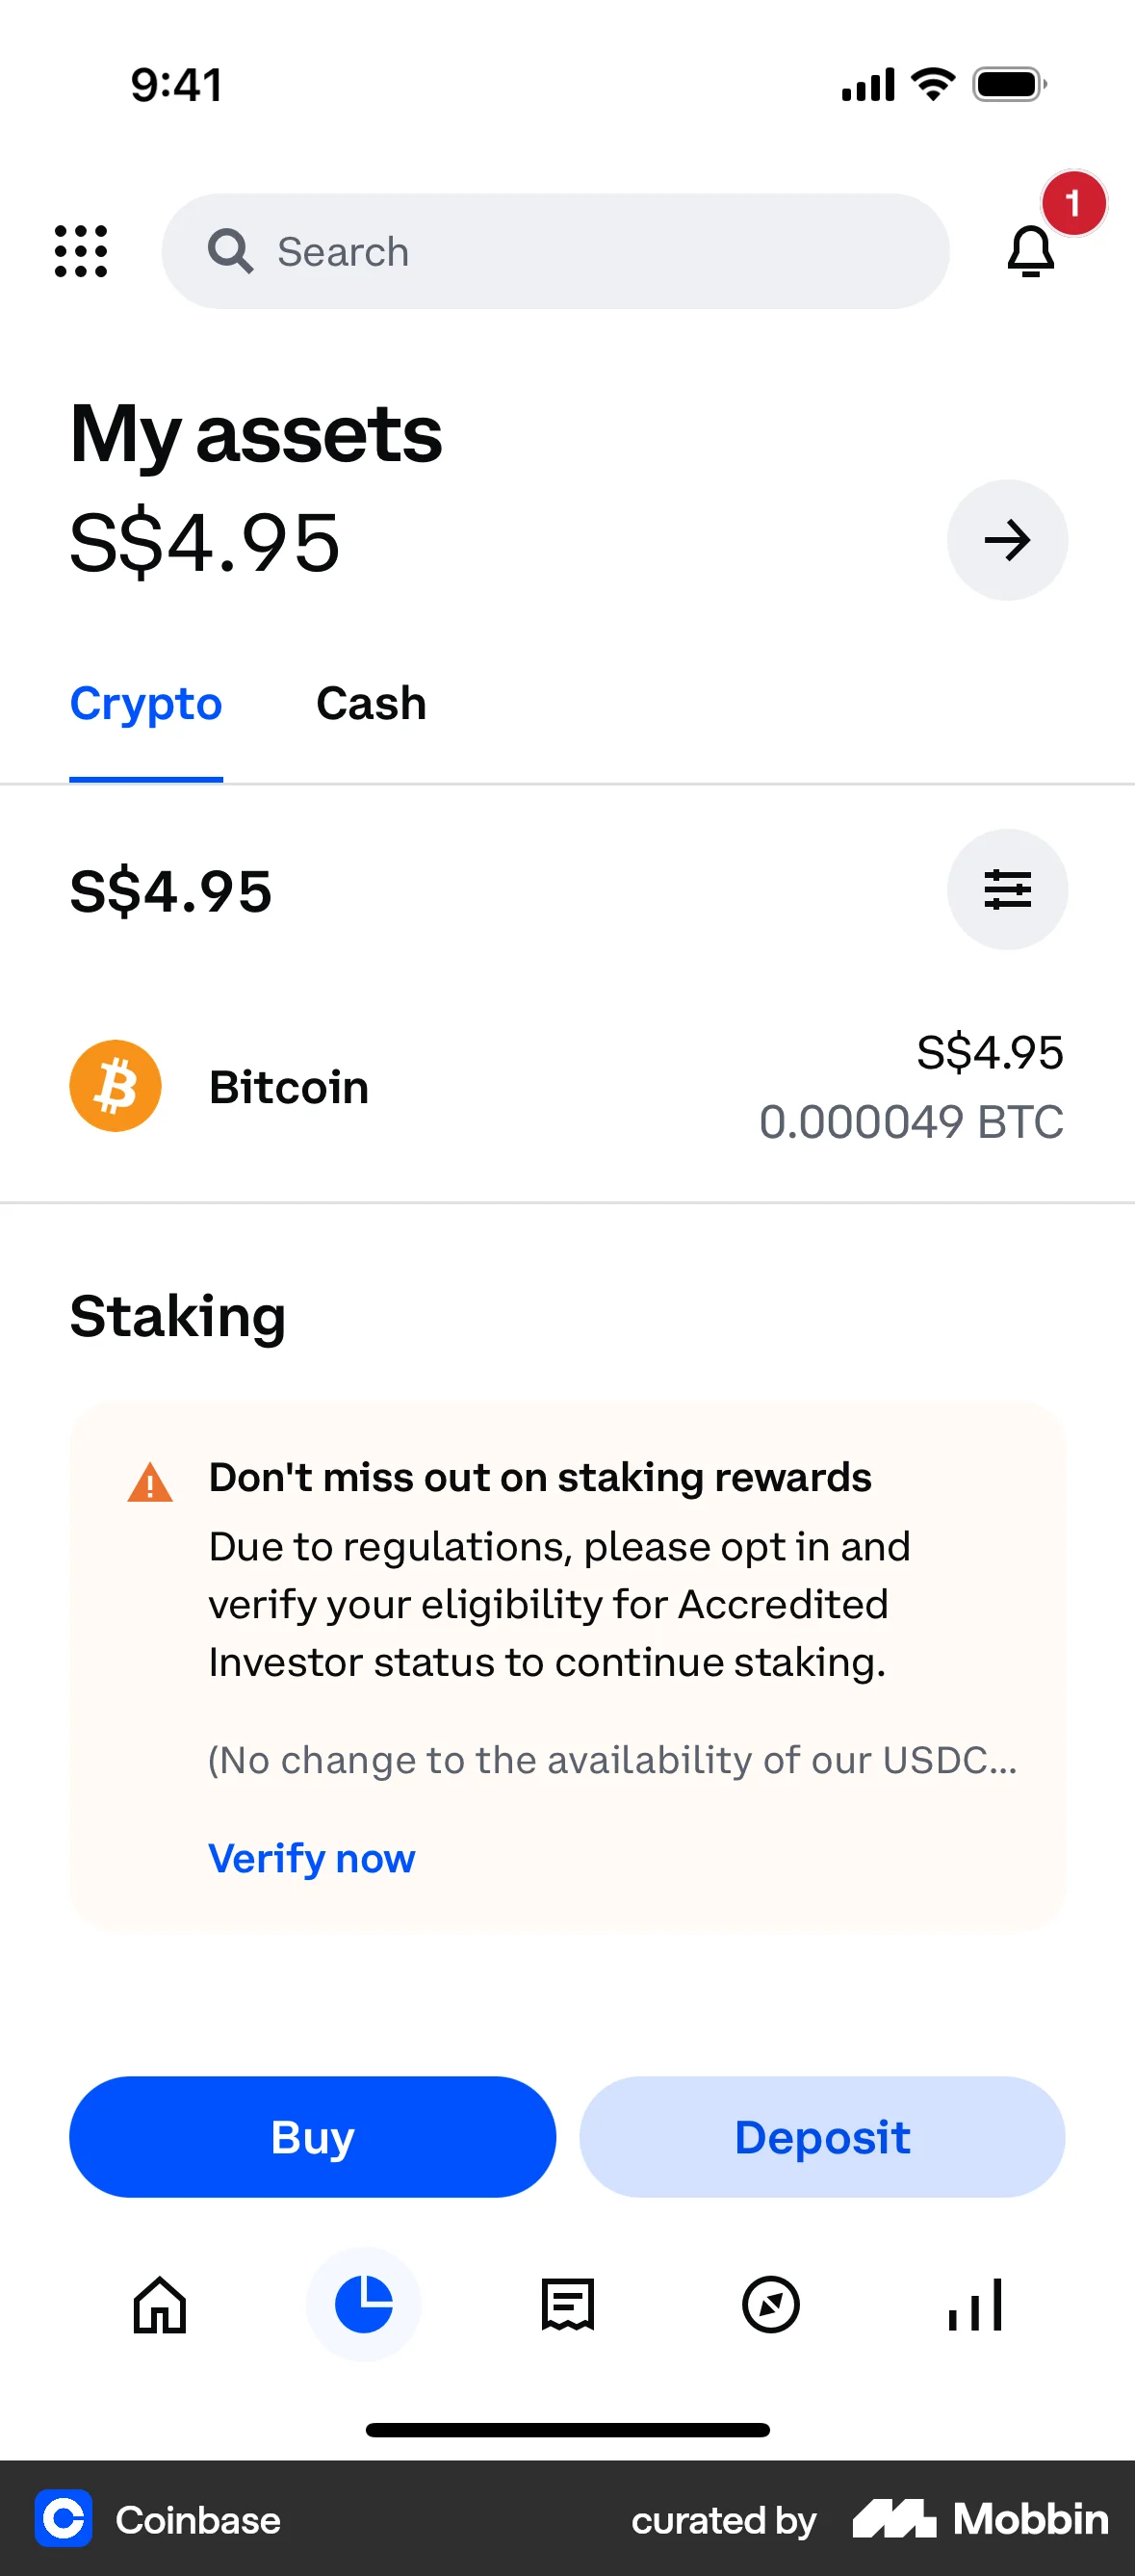 9:41
Search
1
My assets
S$4.95
Crypto
Cash
S$4.95
Bitcoin
S$4.95
0.000049 BTC
Staking
Don't miss out on staking rewards
Due to regulations, please opt in and
verify your eligibility for Accredited
Investor status to continue staking.
(No change to the availability of our USDC...
Verify now
Buy
Deposit
Coinbase
curated by
Mobbin